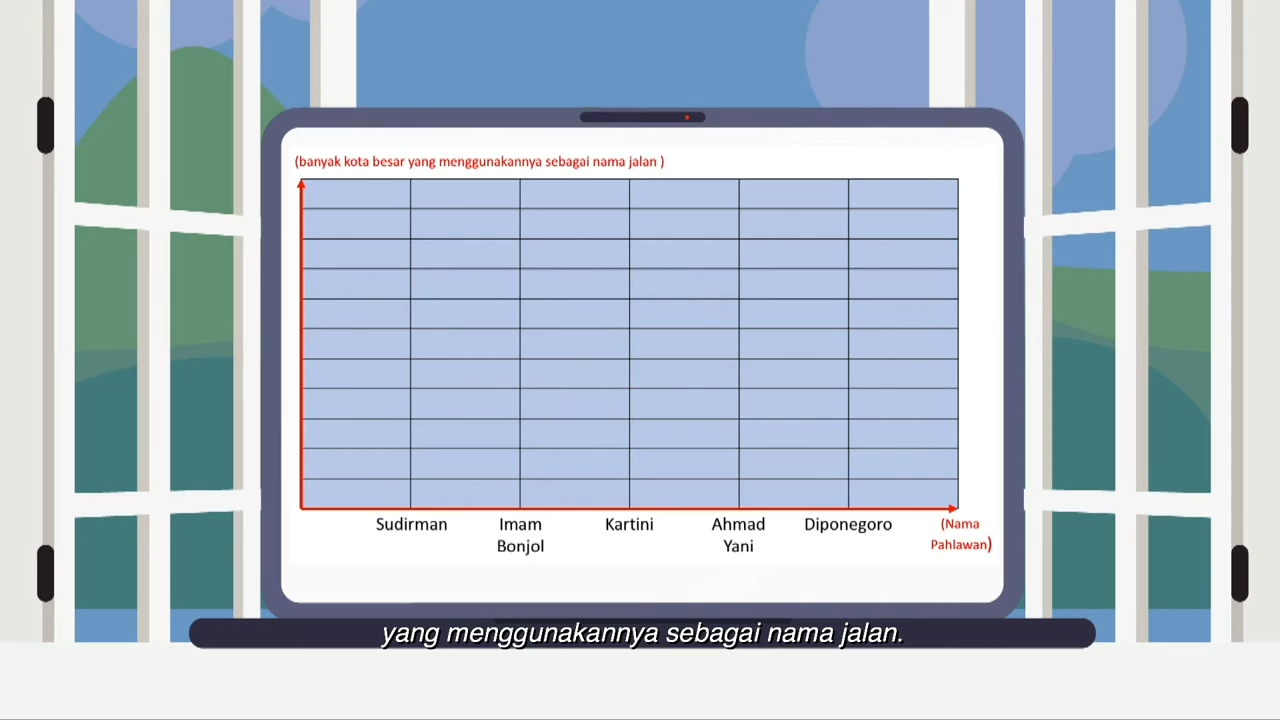 (banyak kota besar yang menggunakannya sebagai nama jalan )
Sudirman
Imam
Bonjol
Kartini
Ahmad
Yani
Diponegoro
(Nama
Pahlawan)
yang menggunakannya sebagai nama jalan.